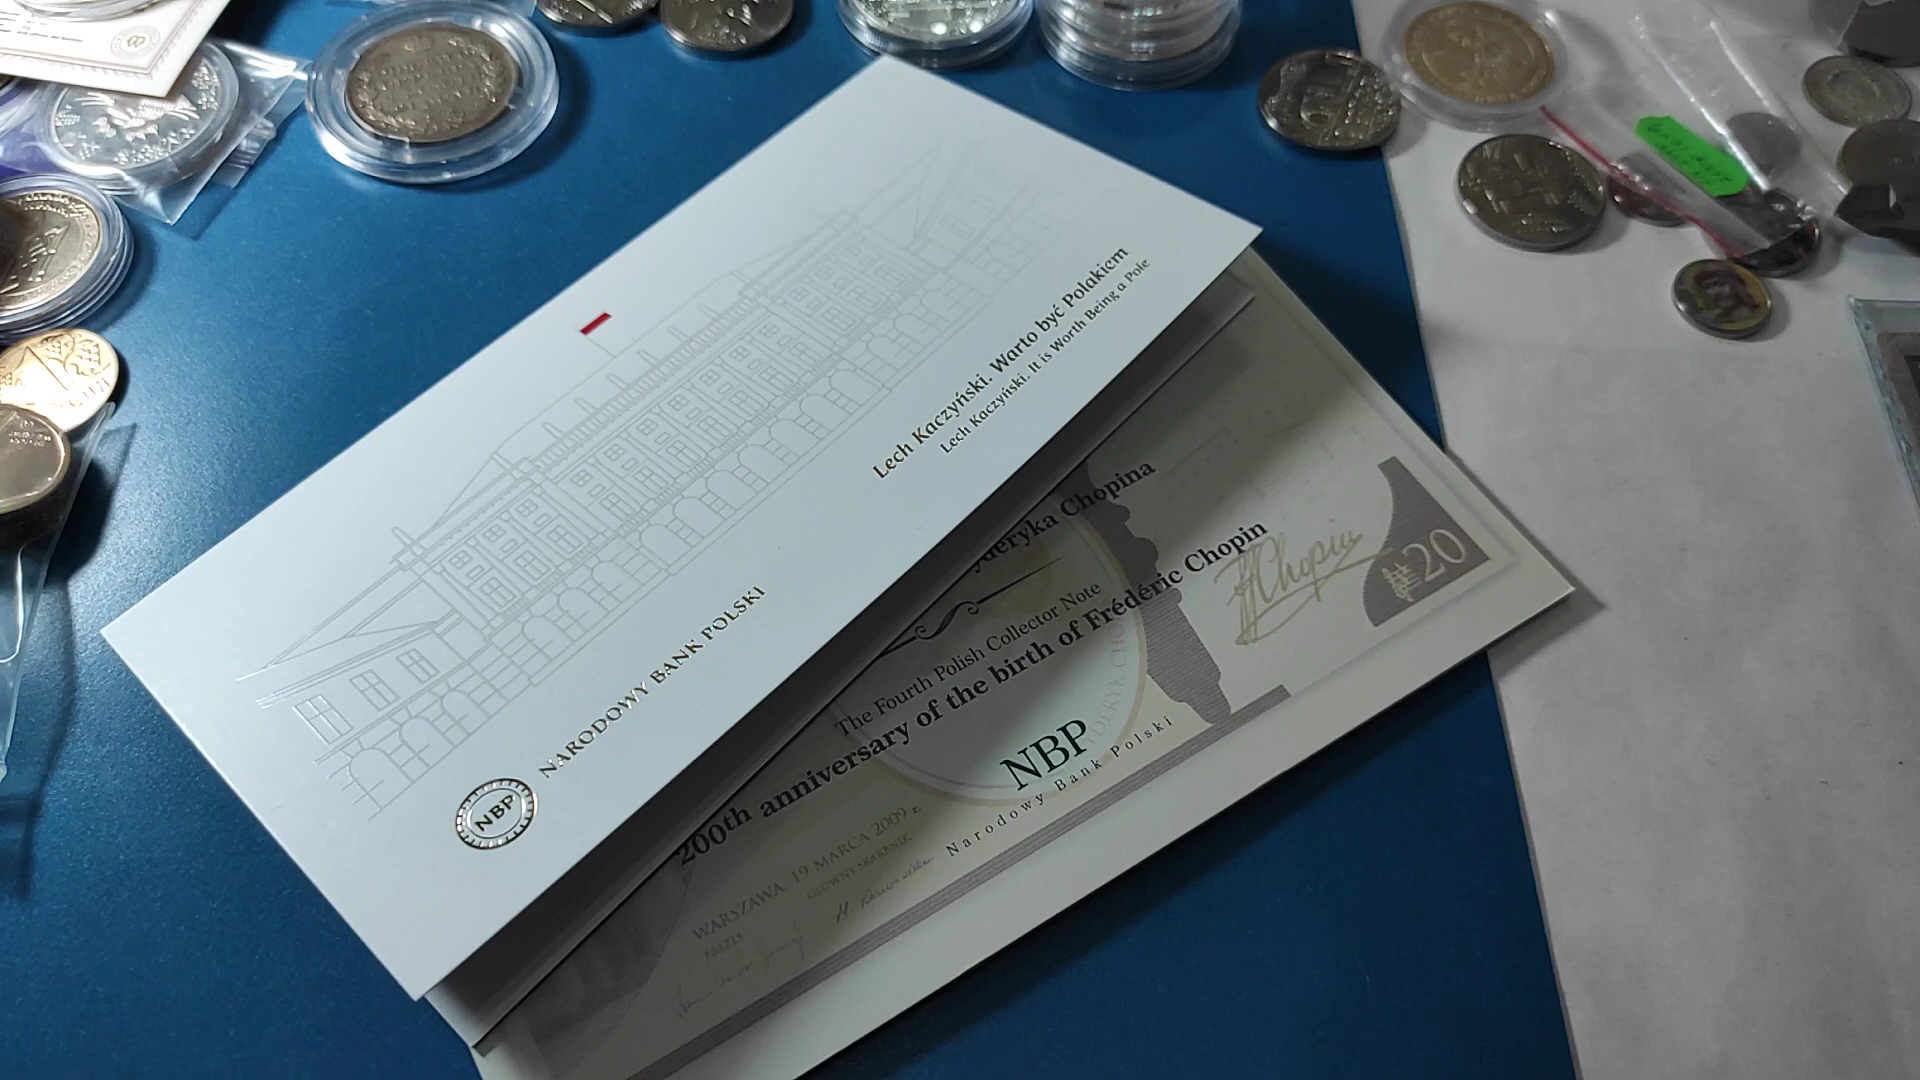 Lech Kaczyński. Warto być Polakiem
Lech Kaczyński. It is Worth Being a Pole
NARODOWY BANK POLSKI
NBP
Chopina
The Fourth Polish Collector Note
200th anniversary of the birth of Frédéric Chopin
Chopin
20
NBP
Narodowy Bank Polski
WARSZAWA, 19 MARCA 2009 r.
PREZES
GŁÓWNY SKARBNIK